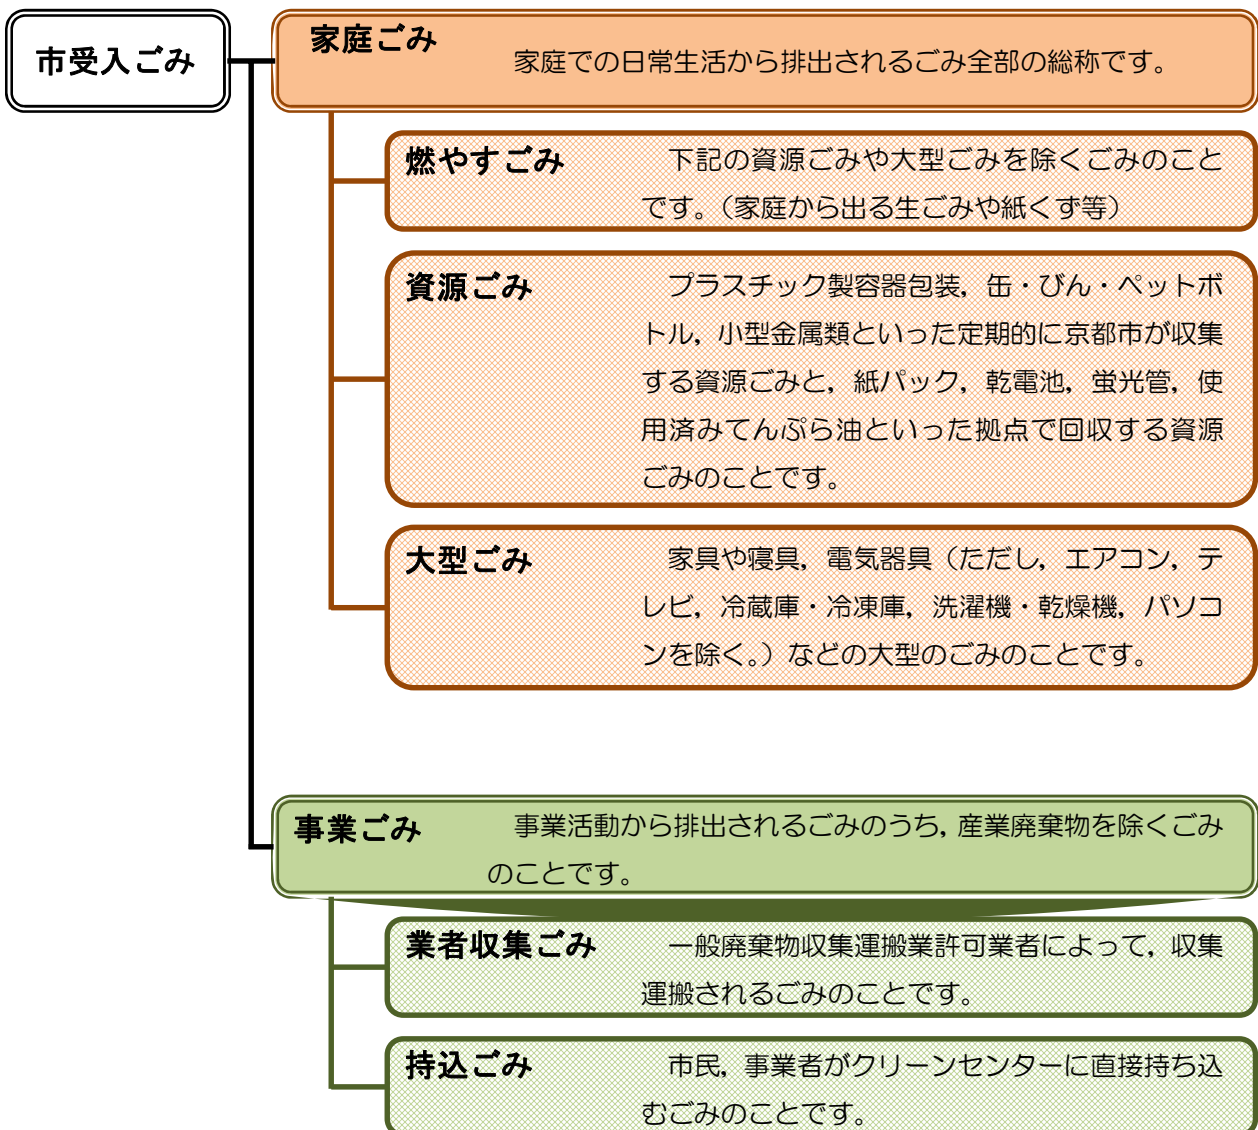 市受入ごみ
家庭ごみ
家庭での日常生活から排出されるごみ全部の総称です。
燃やすごみ
下記の資源ごみや大型ごみを除くごみのこと
です。（家庭から出る生ごみや紙くず等）
資源ごみ
プラスチック製容器包装，缶・びん・ペットボ
トル，小型金属類といった定期的に京都市が収集
する資源ごみと，紙パック，乾電池，蛍光管，使
用済みてんぷら油といった拠点で回収する資源
ごみのことです。
大型ごみ
家具や寝具，電気器具（ただし，エアコン，テ
レビ，冷蔵庫・冷凍庫，洗濯機・乾燥機，パソコ
ンを除く。）などの大型のごみのことです。
事業ごみ
事業活動から排出されるごみのうち，産業廃棄物を除くごみ
のことです。
業者収集ごみ
一般廃棄物収集運搬業許可業者によって，収集
運搬されるごみのことです。
持込ごみ
市民，事業者がクリーンセンターに直接持ち込
むごみのことです。